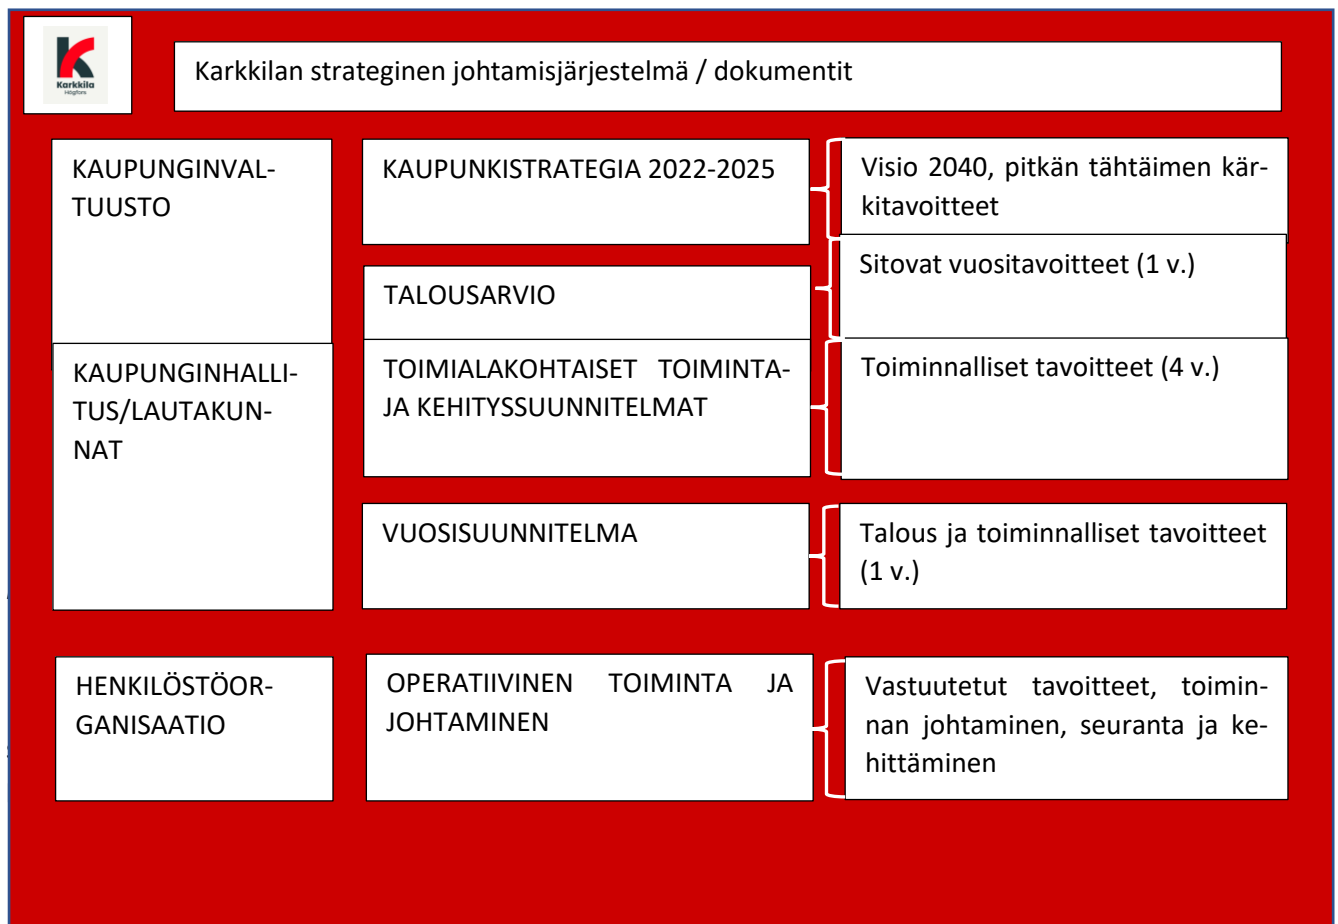 Karkkila
Högfors
Karkkilan strateginen johtamisjärjestelmä / dokumentit
KAUPUNGINVAL-
TUUSTO
KAUPUNKISTRATEGIA 2022-2025
Visio 2040, pitkän tähtäimen kär-
kitavoitteet
TALOUSARVIO
Sitovat vuositavoitteet (1 v.)
KAUPUNGINHALLI-
TUS/LAUTAKUN-
NAT
TOIMIALAKOHTAISET TOIMINTA-
JA KEHITYSSUUNNITELMAT
Toiminnalliset tavoitteet (4 v.)
VUOSISUUNNITELMA
Talous ja toiminnalliset tavoitteet
(1 v.)
HENKILÖSTÖOR-
GANISAATIO
OPERATIIVINEN TOIMINTA JA
JOHTAMINEN
Vastuutetut tavoitteet, toimin-
nan johtaminen, seuranta ja ke-
hittäminen